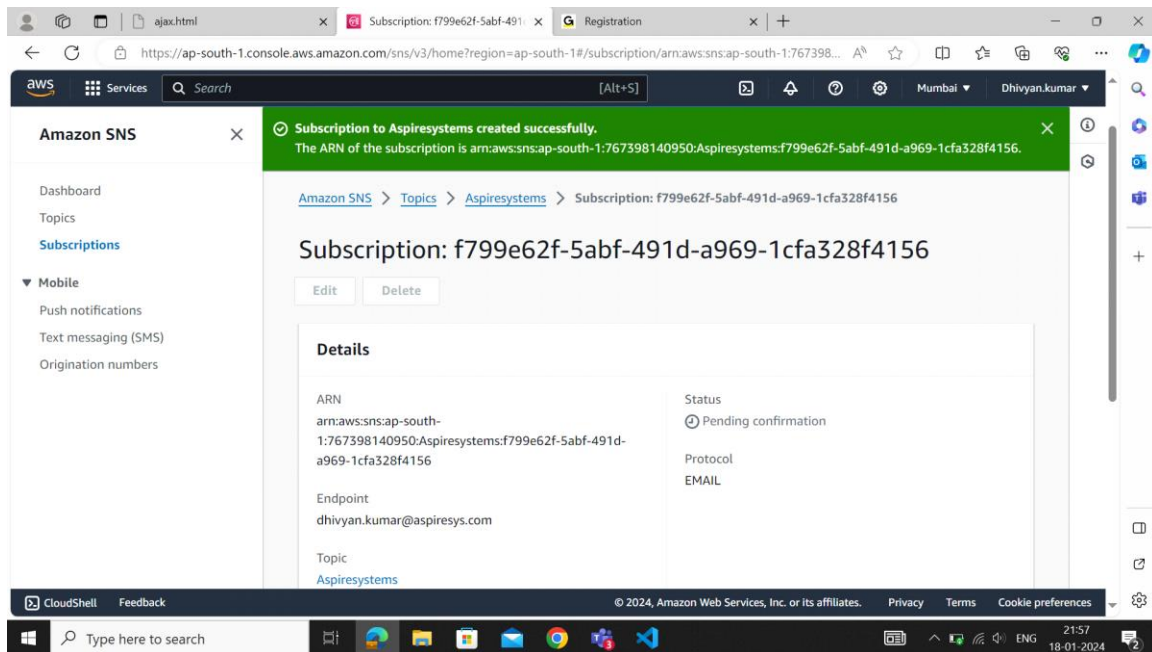 ajax.html
Subscription: f799e62f-5abf-491
Registration
https://ap-south-1.console.aws.amazon.com/sns/v3/home?region=ap-south-1#/subscription/arn:aws:sns:ap-south-1:767398...
aws
Services
Search
[Alt+S]
Mumbai ▼
Dhivyan.kumar ▼
Amazon SNS
Dashboard
Topics
Subscriptions
Mobile
Push notifications
Text messaging (SMS)
Origination numbers
Subscription to Aspiresystems created successfully.
The ARN of the subscription is arn:aws:sns:ap-south-1:767398140950:Aspiresystems:f799e62f-5abf-491d-a969-1cfa328f4156.
Amazon SNS > Topics > Aspiresystems > Subscription: f799e62f-5abf-491d-a969-1cfa328f4156
Subscription: f799e62f-5abf-491d-a969-1cfa328f4156
Edit
Delete
Details
ARN
arn:aws:sns:ap-south-
1:767398140950:Aspiresystems:f799e62f-5abf-491d-
a969-1cfa328f4156
Endpoint
dhivyan.kumar@aspiresys.com
Topic
Aspiresystems
Status
Pending confirmation
Protocol
EMAIL
CloudShell
Feedback
© 2024, Amazon Web Services, Inc. or its affiliates.
Privacy
Terms
Cookie preferences
Type here to search
ENG
21:57
18-01-2024